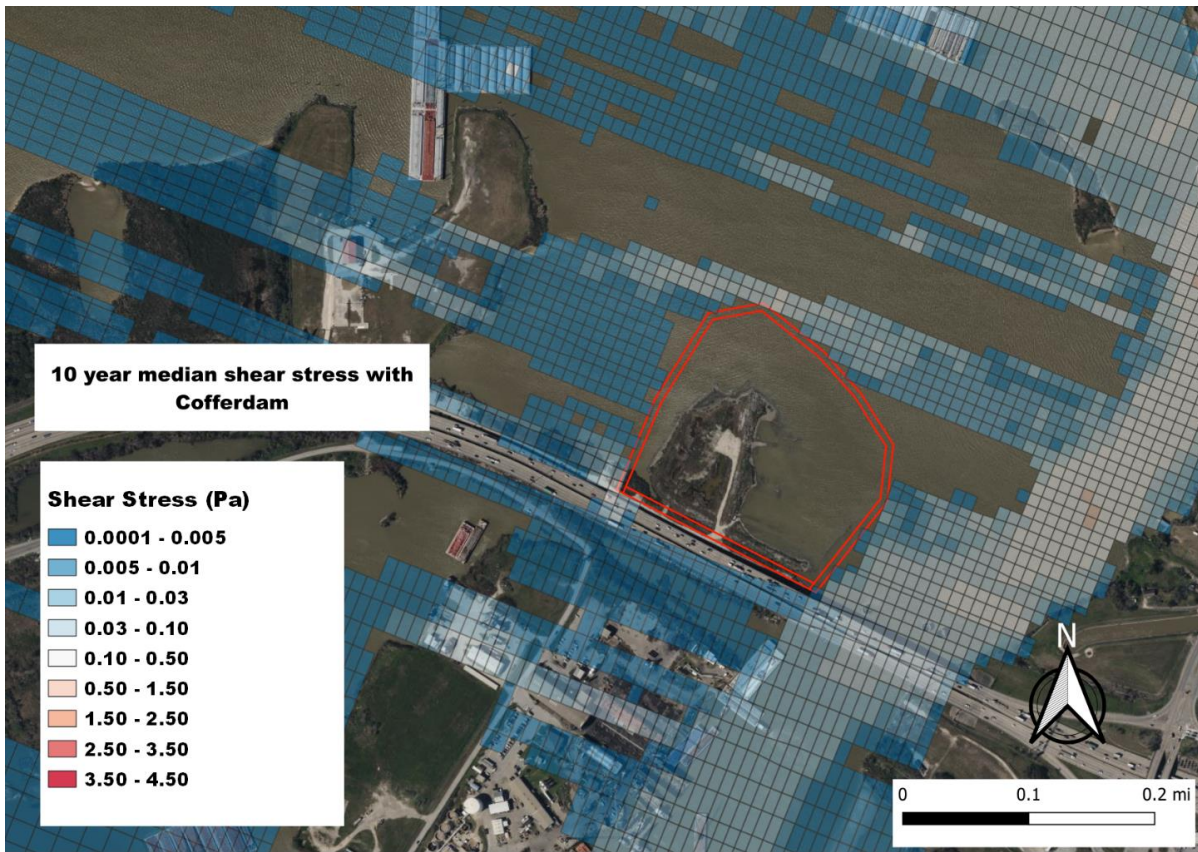 10 year median shear stress with
Cofferdam
Shear Stress (Pa)
0.0001 - 0.005
0.005 - 0.01
0.01 - 0.03
0.03 - 0.10
0.10 - 0.50
0.50 - 1.50
1.50 - 2.50
2.50 - 3.50
3.50 - 4.50
N
0 0.1 0.2 mi